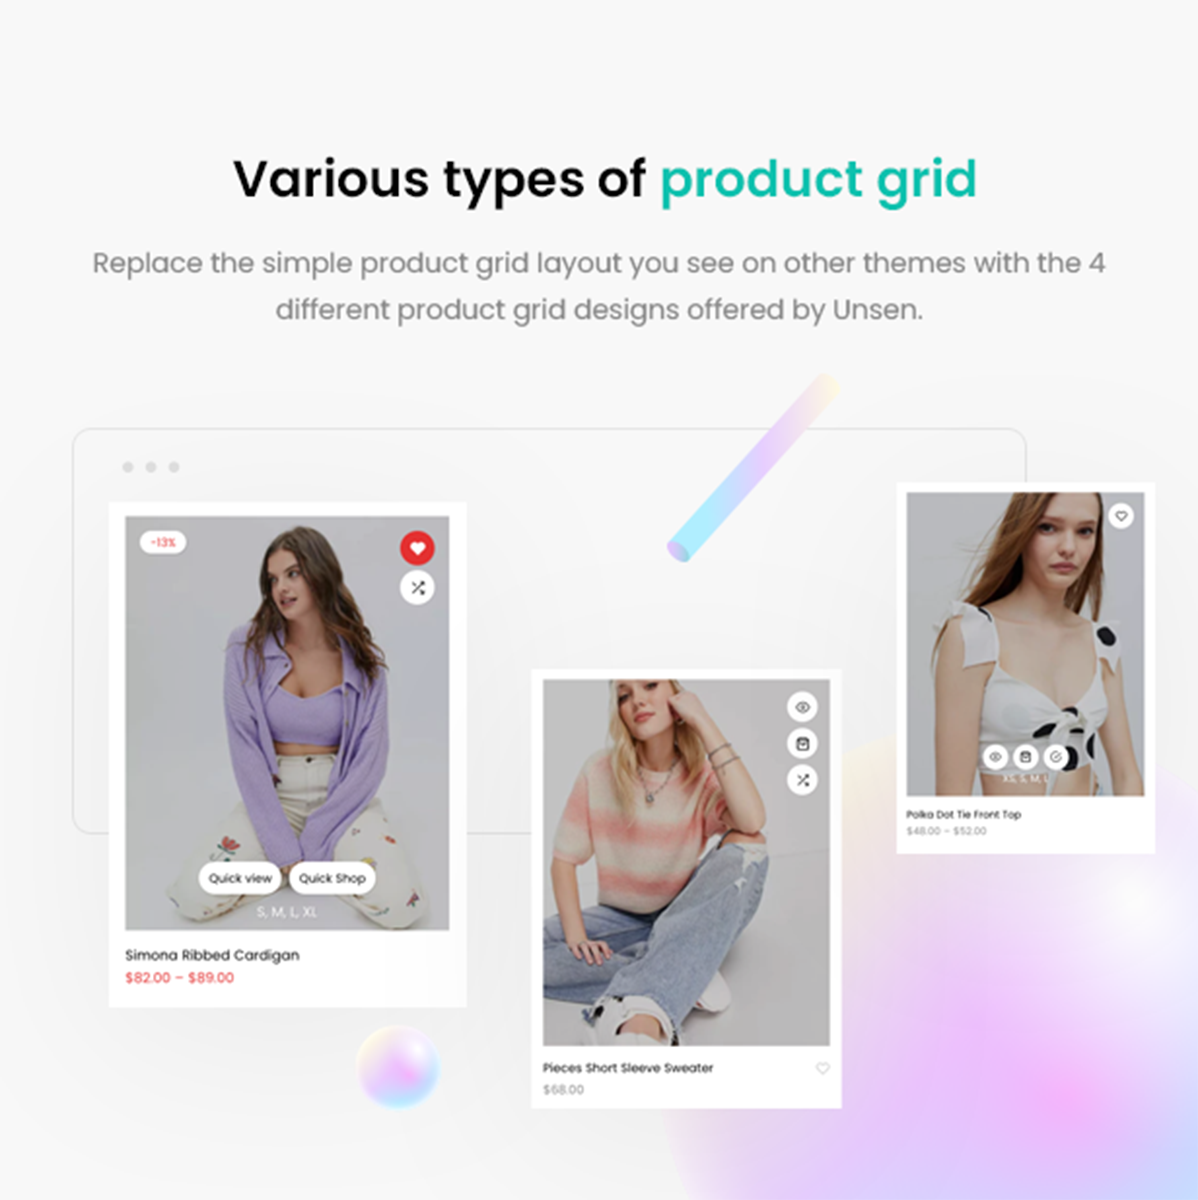 Various types of product grid
Replace the simple product grid layout you see on other themes with the 4
different product grid designs offered by Unsen.
-13%
Quick view
Quick Shop
S, M, L, XL
Simona Ribbed Cardigan
$82.00 – $89.00
Pieces Short Sleeve Sweater
$68.00
XS, S, M, L
Polka Dot Tie Front Top
$48.00 – $52.00